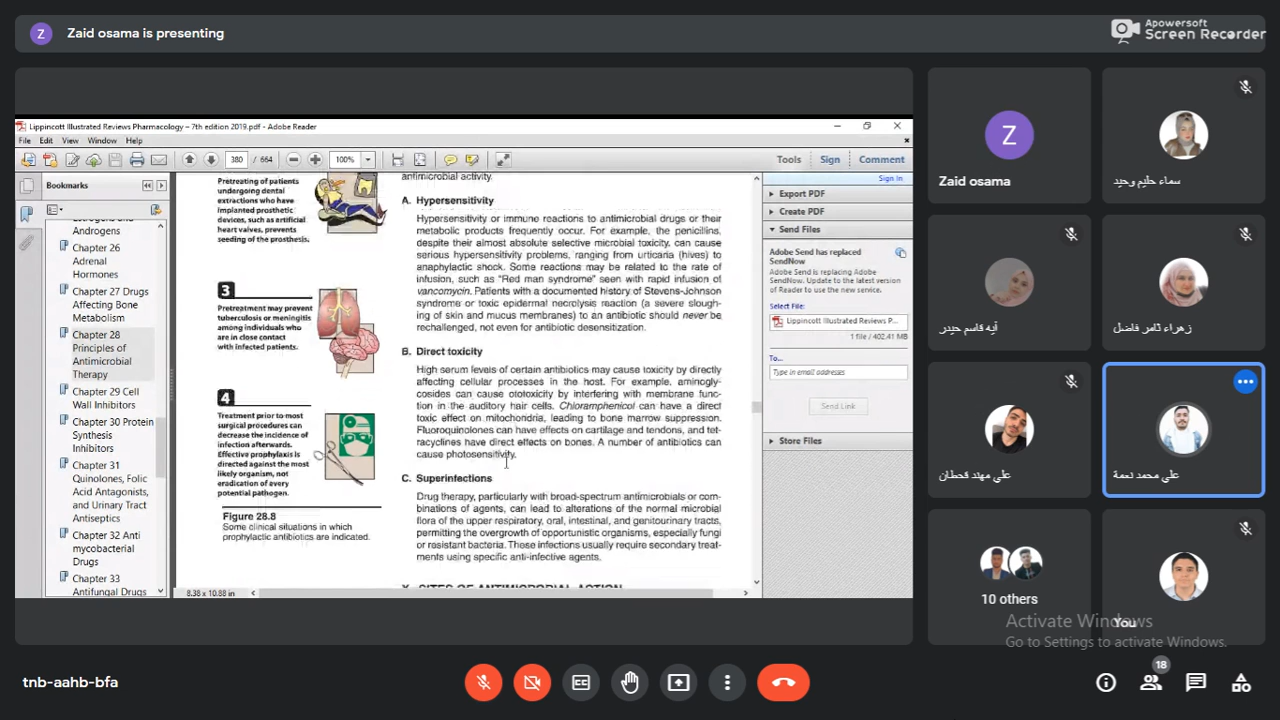 Z Zaid osama is presenting
Apowersoft
Screen Recorder
Lippincott Illustrated Reviews Pharmacology – 7th edition 2019.pdf - Adobe Reader
File Edit View Window Help
380 / 664 100% Tools Sign Comment
Bookmarks
Androgens
Chapter 26
Adrenal
Hormones
Chapter 27 Drugs
Affecting Bone
Metabolism
Chapter 28
Principles of
Antimicrobial
Therapy
Chapter 29 Cell
Wall Inhibitors
Chapter 30 Protein
Synthesis
Inhibitors
Chapter 31
Quinolones, Folic
Acid Antagonists,
and Urinary Tract
Antiseptics
Chapter 32 Anti
mycobacterial
Drugs
Chapter 33
Antifungal Drugs
Pretreating of patients
undergoing dental
extractions who have
implanted prosthetic
devices, such as artificial
heart valves, prevents
seeding of the prosthesis.
3
Pretreatment may prevent
tuberculosis or meningitis
among individuals who
are in close contact
with infected patients.
4
Treatment prior to most
surgical procedures can
decrease the incidence of
infection afterwards.
Effective prophylaxis is
directed against the most
likely organism, not
eradication of every
potential pathogen.
Figure 28.8
Some clinical situations in which
prophylactic antibiotics are indicated.
8.38 x 10.88 in
antimicrobial activity.
A. Hypersensitivity
Hypersensitivity or immune reactions to antimicrobial drugs or their
metabolic products frequently occur. For example, the penicillins,
despite their almost absolute selective microbial toxicity, can cause
serious hypersensitivity problems, ranging from urticaria (hives) to
anaphylactic shock. Some reactions may be related to the rate of
infusion, such as “Red man syndrome” seen with rapid infusion of
vancomycin. Patients with a documented history of Stevens-Johnson
syndrome or toxic epidermal necrolysis reaction (a severe slough-
ing of skin and mucus membranes) to an antibiotic should never be
rechallenged, not even for antibiotic desensitization.
B. Direct toxicity
High serum levels of certain antibiotics may cause toxicity by directly
affecting cellular processes in the host. For example, aminogly-
cosides can cause ototoxicity by interfering with membrane func-
tion in the auditory hair cells. Chloramphenicol can have a direct
toxic effect on mitochondria, leading to bone marrow suppression.
Fluoroquinolones can have effects on cartilage and tendons, and tet-
racyclines have direct effects on bones. A number of antibiotics can
cause photosensitivity.
C. Superinfections
Drug therapy, particularly with broad-spectrum antimicrobials or com-
binations of agents, can lead to alterations of the normal microbial
flora of the upper respiratory, oral, intestinal, and genitourinary tracts,
permitting the overgrowth of opportunistic organisms, especially fungi
or resistant bacteria. These infections usually require secondary treat-
ments using specific anti-infective agents.
X. SITES OF ANTIMICROBIAL ACTION
Sign In
Export PDF
Create PDF
Send Files
Adobe Send has replaced
SendNow
Adobe Send is replacing Adobe
SendNow. Update to the latest
version of Reader to use the new
service.
Select File:
Lippincott Illustrated Reviews P...
1 file / 402.41 MB
To...
Type in email addresses
Send Link
Store Files
Z
Zaid osama
سماء حليم وحيد
آيه قاسم حيدر
زهراء ثامر فاضل
علي مهند قحطان
علي محمد نعمة
10 others
You
Activate Windows
Go to Settings to activate Windows.
tnb-aahb-bfa
CC
18